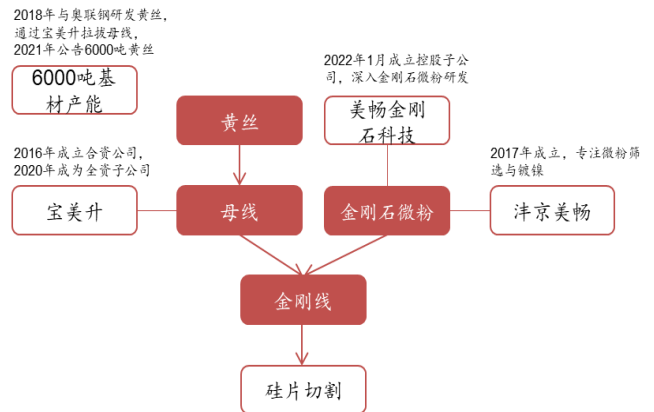 2018年与奥联钢研发黄丝，
通过宝美升拉拔母线，
2021年公告6000吨黄丝
6000吨基
材产能
黄丝
2022年1月成立控股子公
司，深入金刚石微粉研发
美畅金刚
石科技
2016年成立合资公司，
2020年成为全资子公司
宝美升
母线
金刚石微粉
2017年成立，专注微粉筛
选与镀镍
沣京美畅
金刚线
硅片切割